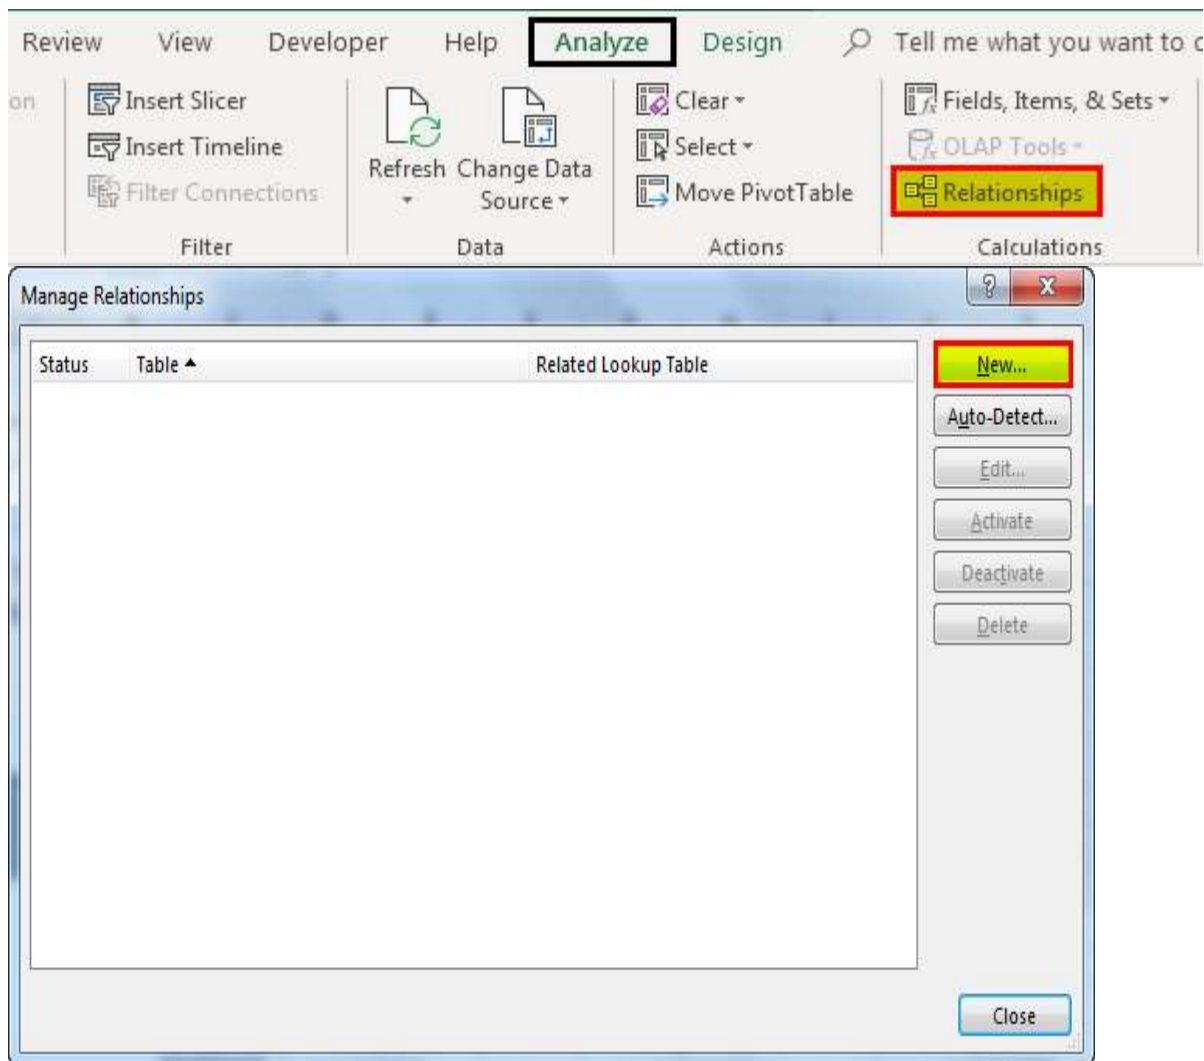 Review View Developer Help Analyze Design Tell me what you want to
on Insert Slicer Clear Fields, Items, & Sets
Insert Timeline Refresh Change Data Source Select OLAP Tools
Filter Connections Move PivotTable Relationships
Filter Data Actions Calculations
Manage Relationships ? X
Status Table Related Lookup Table New...
Auto-Detect...
Edit...
Activate
Deactivate
Delete
Close